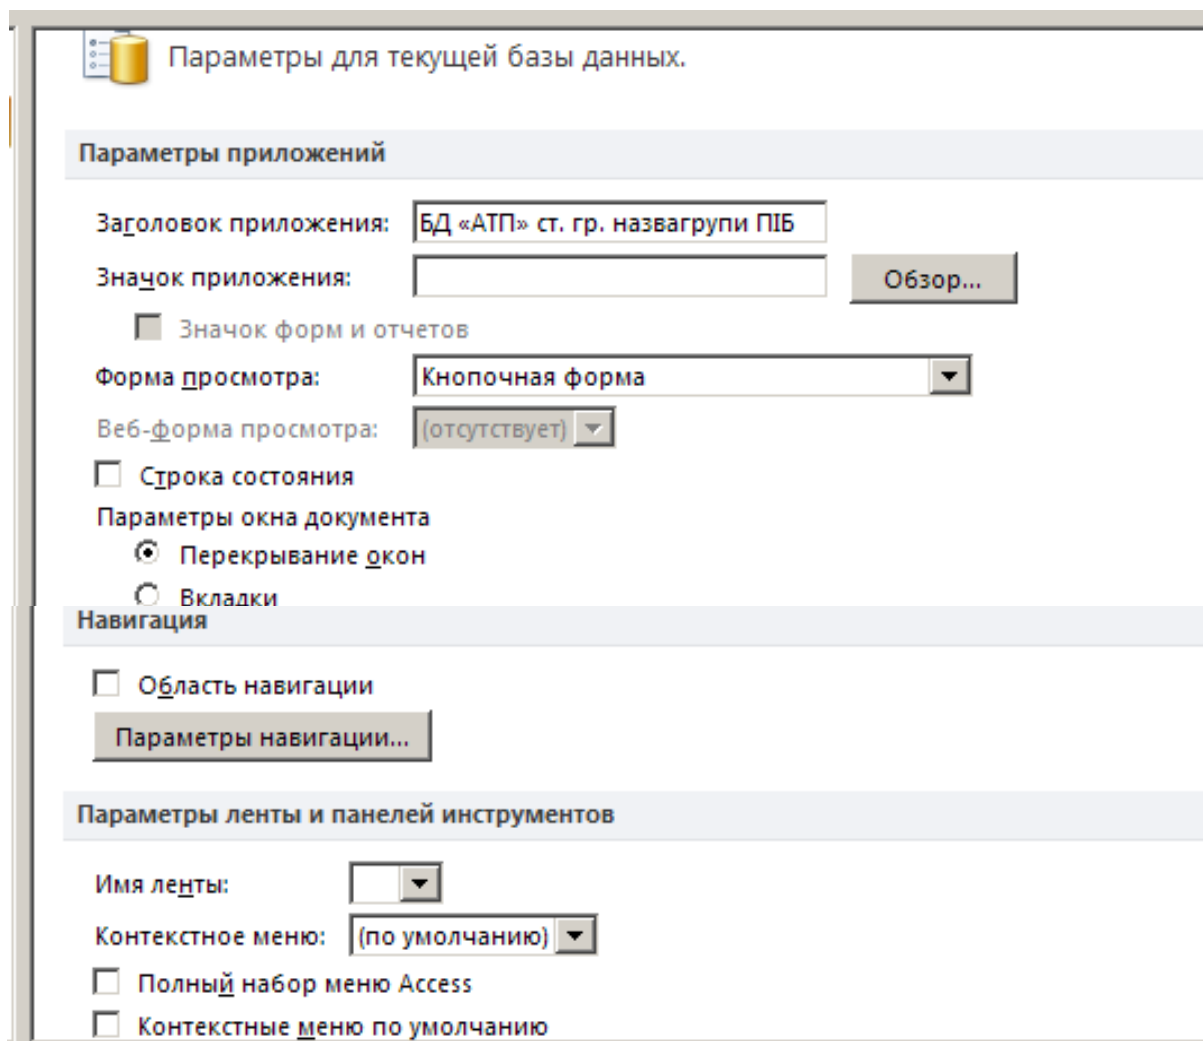 Параметры для текущей базы данных.
Параметры приложений
Заголовок приложения: БД «АТП» ст. гр. назвагрупи ПІБ
Значок приложения: Обзор...
Значок форм и отчетов
Форма просмотра: Кнопочная форма
Веб-форма просмотра: (отсутствует)
Строка состояния
Параметры окна документа
Перекрывание окон
Вкладки
Навигация
Область навигации
Параметры навигации...
Параметры ленты и панелей инструментов
Имя ленты:
Контекстное меню: (по умолчанию)
Полный набор меню Access
Контекстные меню по умолчанию